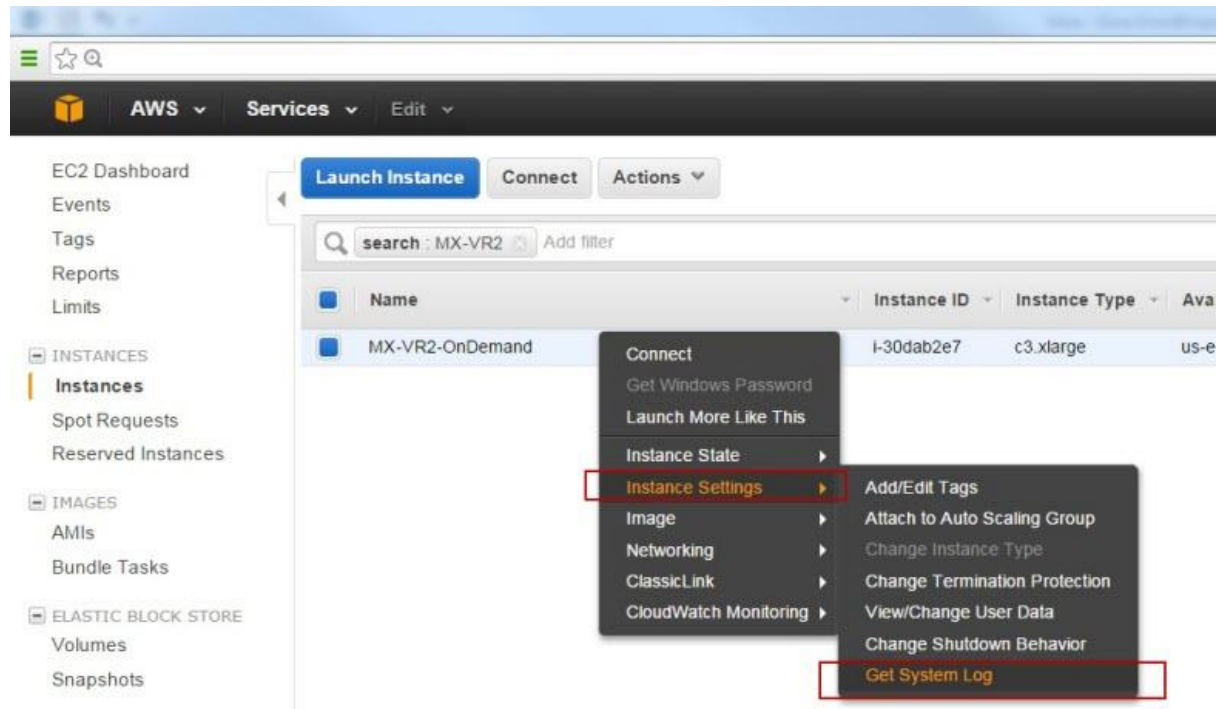 AWS Services Edit
EC2 Dashboard
Events
Tags
Reports
Limits
INSTANCES
Instances
Spot Requests
Reserved Instances
IMAGES
AMIs
Bundle Tasks
ELASTIC BLOCK STORE
Volumes
Snapshots
Launch Instance Connect Actions
search : MX-VR2 Add filter
Name Instance ID Instance Type Ava
MX-VR2-OnDemand i-30dab2e7 c3.xlarge us-e
Connect
Get Windows Password
Launch More Like This
Instance State
Instance Settings
Image
Networking
ClassicLink
CloudWatch Monitoring
Add/Edit Tags
Attach to Auto Scaling Group
Change Instance Type
Change Termination Protection
View/Change User Data
Change Shutdown Behavior
Get System Log